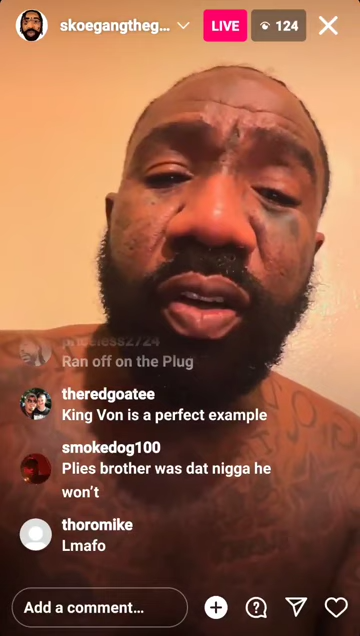 skoegangtheg...
LIVE
124
priceless2724
Ran off on the Plug
theredgoatee
King Von is a perfect example
smokedog100
Plies brother was dat nigga he
won't
thoromike
Lmafo
Add a comment...